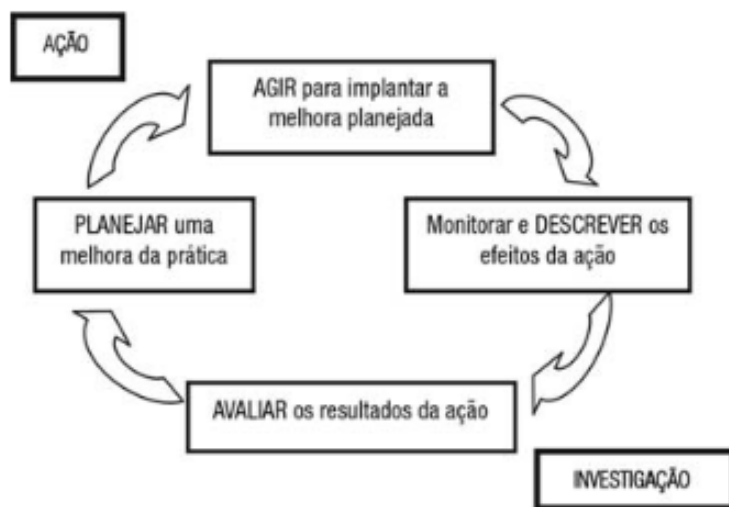 AÇÃO
AGIR para implantar a
melhora planejada
PLANEJAR uma
melhora da prática
Monitorar e DESCREVER os
efeitos da ação
AVALIAR os resultados da ação
INVESTIGAÇÃO